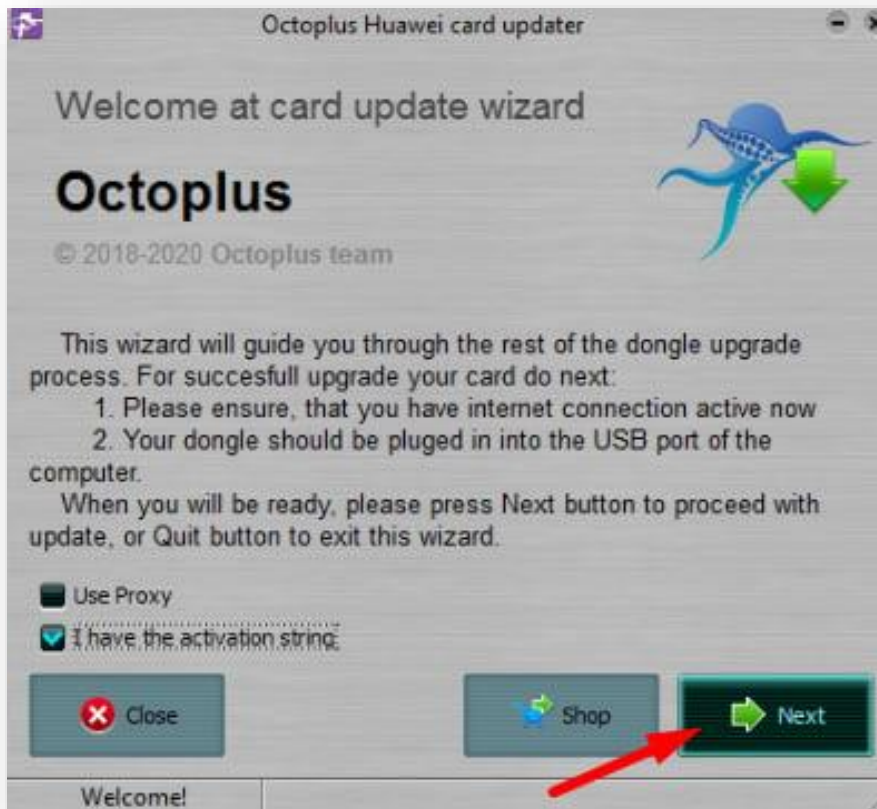 Octoplus Huawei card updater
Welcome at card update wizard
Octoplus
© 2018-2020 Octoplus team
This wizard will guide you through the rest of the dongle upgrade
process. For succesfull upgrade your card do next:
1. Please ensure, that you have internet connection active now
2. Your dongle should be pluged in into the USB port of the
computer.
When you will be ready, please press Next button to proceed with
update, or Quit button to exit this wizard.
Use Proxy
I have the activation string
Close
Shop
Next
Welcome!